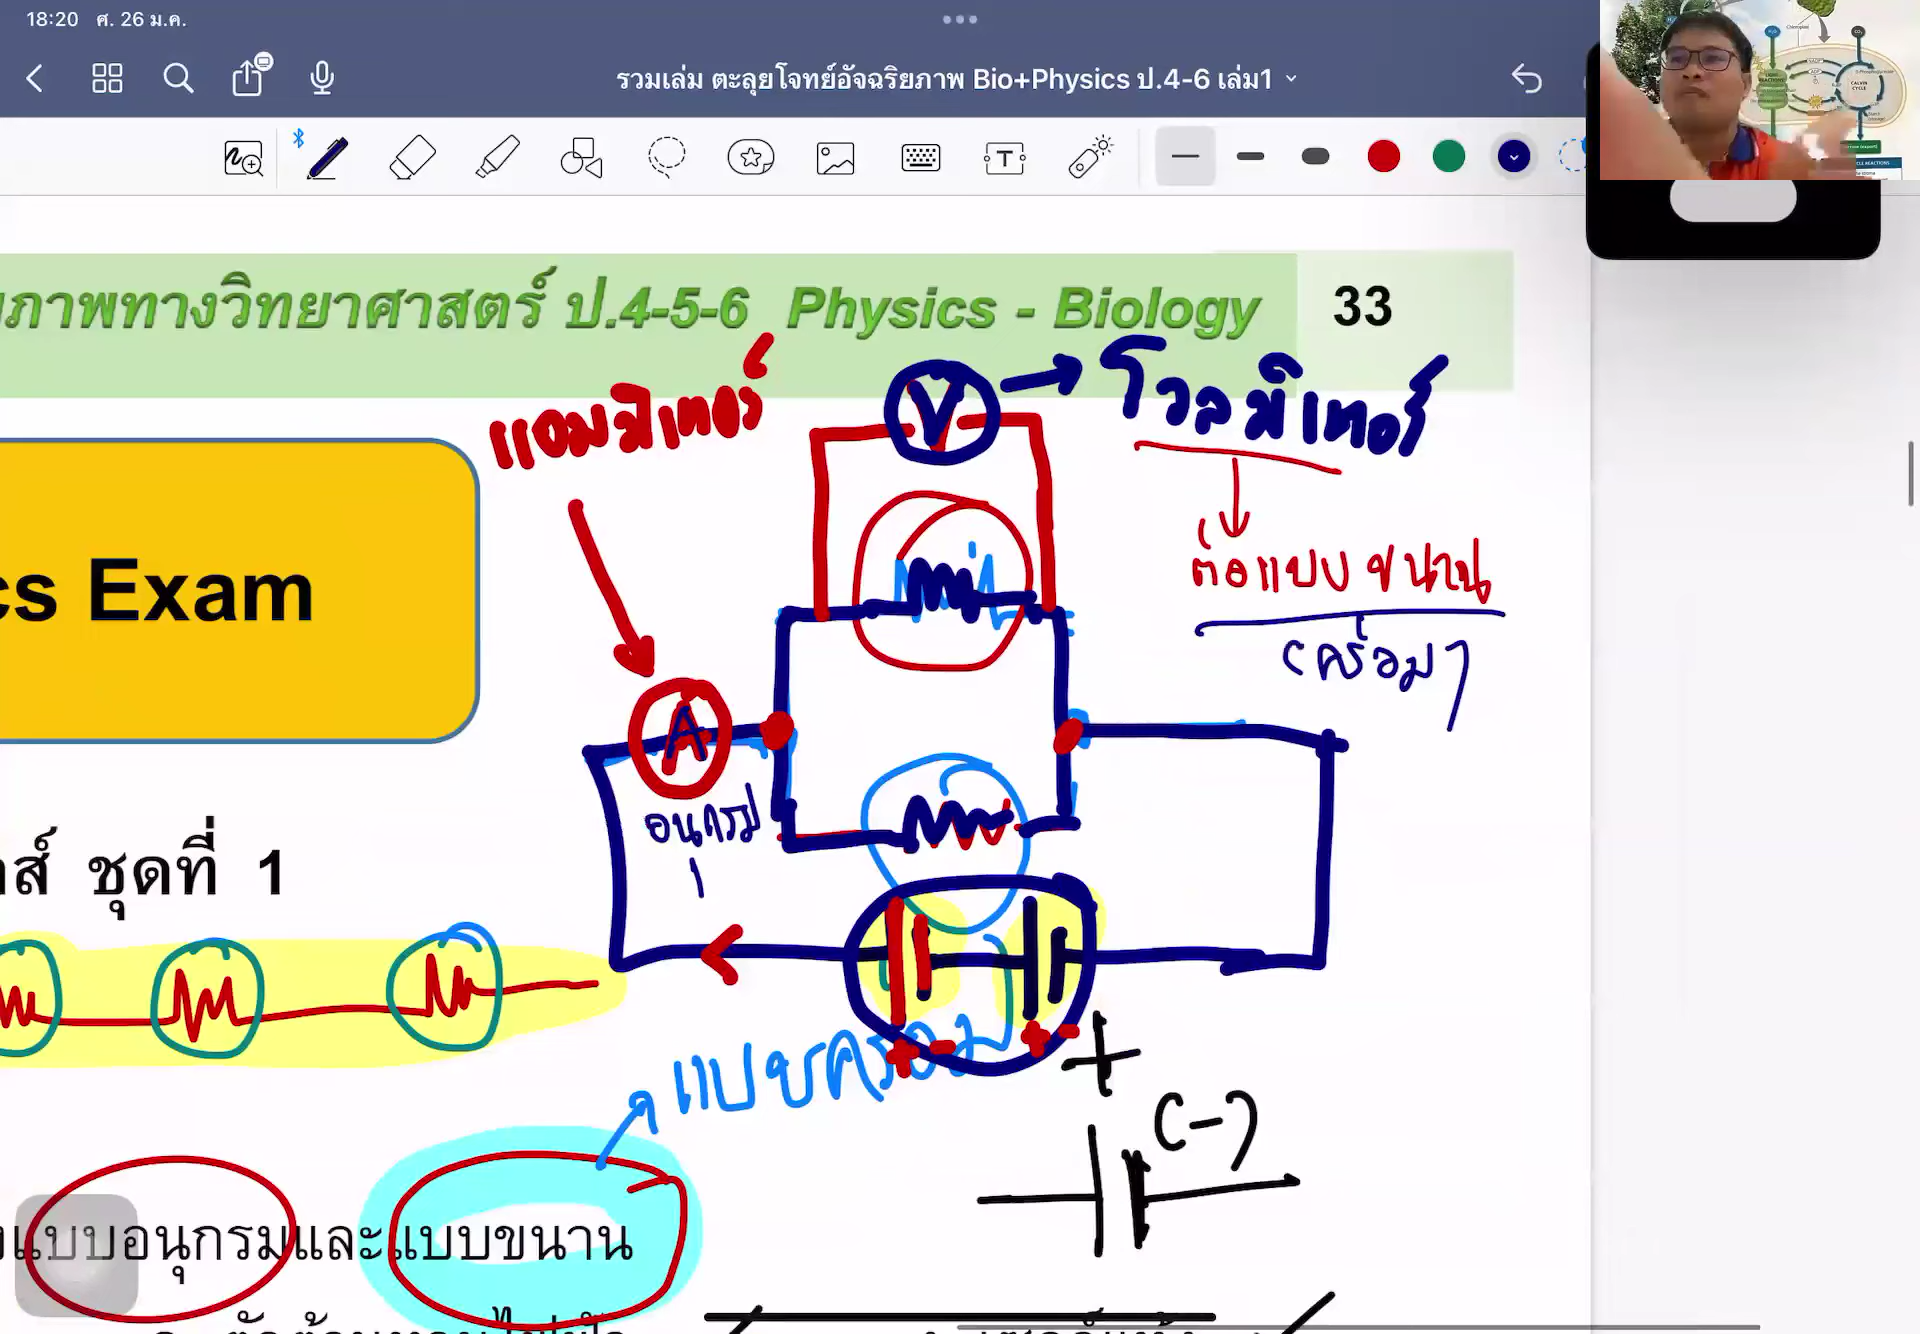 18:20 ศ. 26 ม.ค.
รวมเล่ม ตะลุยโจทย์อัจฉริยภาพ Bio+Physics ป.4-6 เล่ม1
T
ภาพทางวิทยาศาสตร์ ป.4-5-6 Physics - Biology 33
แอมมิเทอร์
V
โวลมิเทอร์
ต่อแบบขนาน
(คร่อม)
cs Exam
A
อนุกรม
าส์ ชุดที่ 1
+ - + -
แบบคร่อม
+
(-)
แบบอนุกรมและแบบขนาน